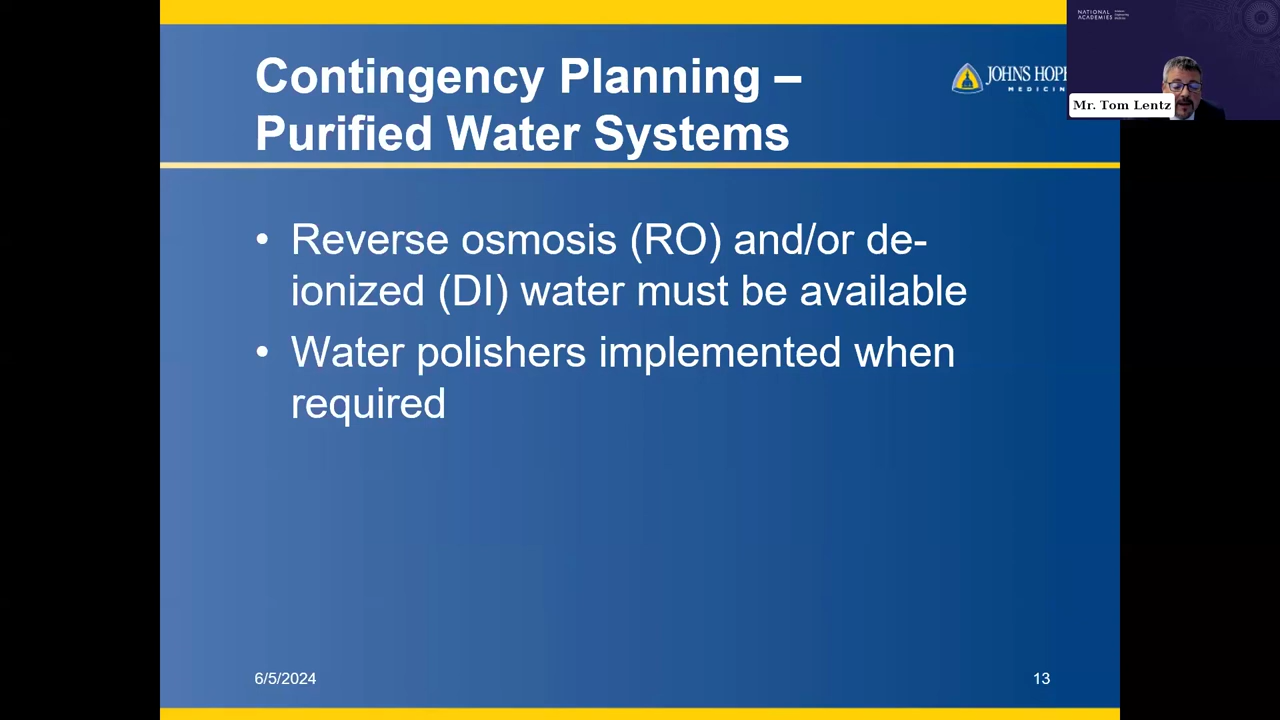 Contingency Planning –
Purified Water Systems
JOHNS HOPK
MEDICIN
NATIONAL
ACADEMIES
Mr. Tom Lentz
• Reverse osmosis (RO) and/or de-
ionized (DI) water must be available
• Water polishers implemented when
required
6/5/2024
13